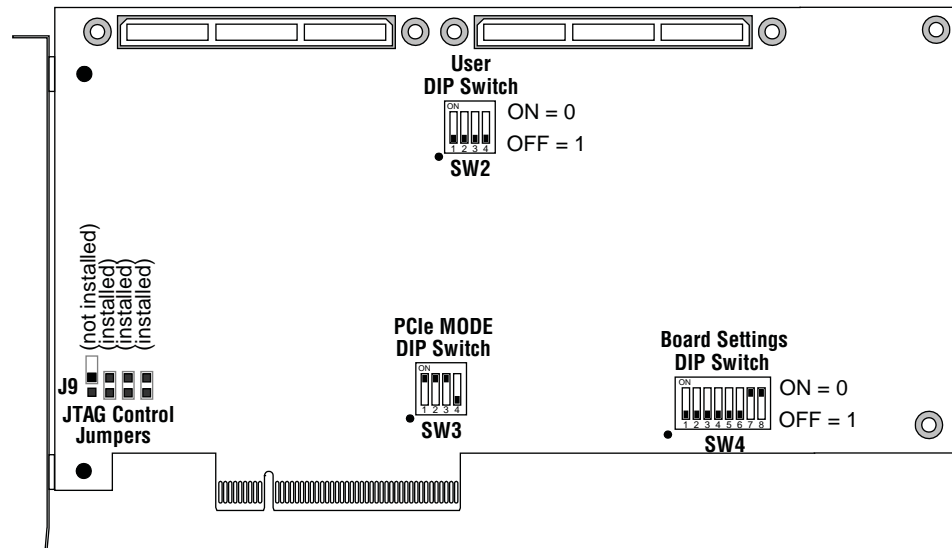 User
DIP Switch
ON
ON = 0
OFF = 1
1 2 3 4
SW2
(not installed)
(installed)
(installed)
(installed)
J9
JTAG Control
Jumpers
PCIe MODE
DIP Switch
ON
1 2 3 4
SW3
Board Settings
DIP Switch
ON
ON = 0
OFF = 1
1 2 3 4 5 6 7 8
SW4